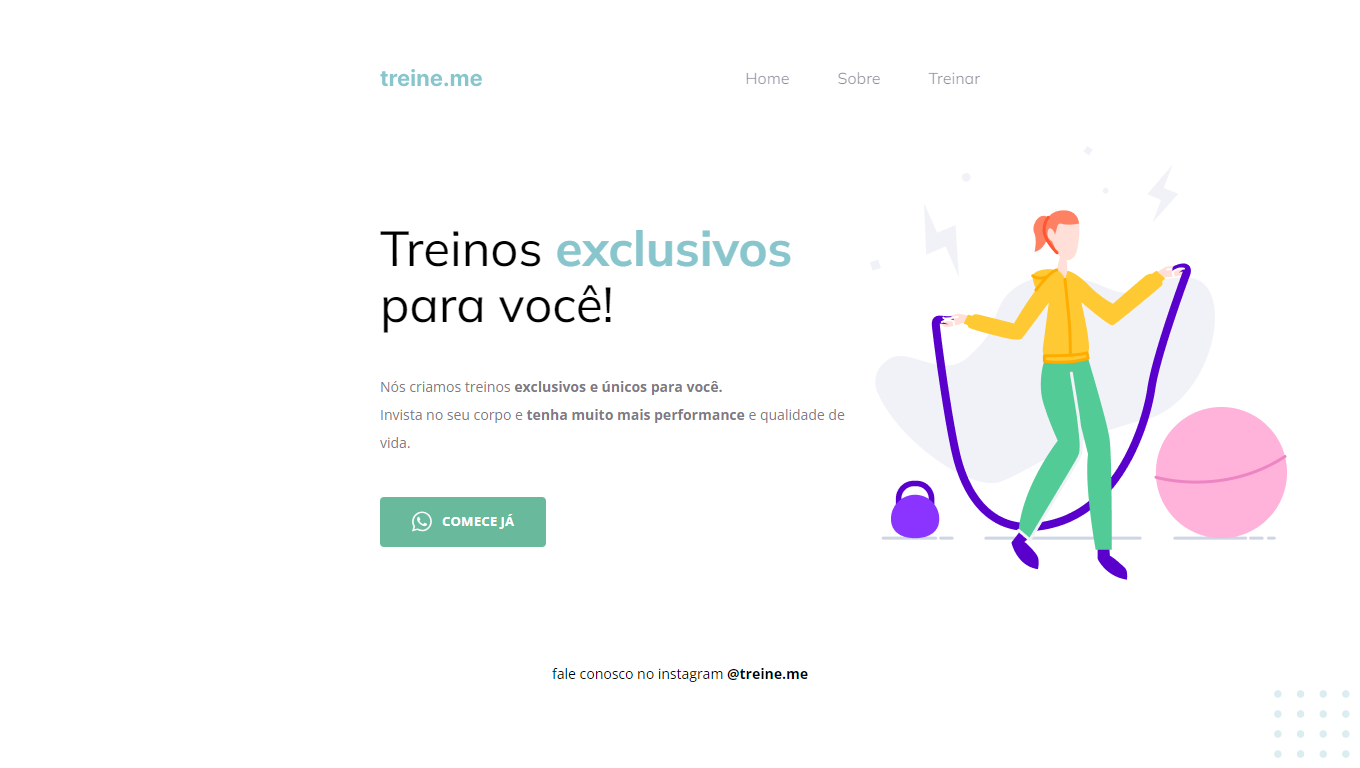 treine.me
Home Sobre Treinar
Treinos exclusivos
para você!
Nós criamos treinos exclusivos e únicos para você.
Invista no seu corpo e tenha muito mais performance e qualidade de
vida.
COMECE JÁ
fale conosco no instagram @treine.me